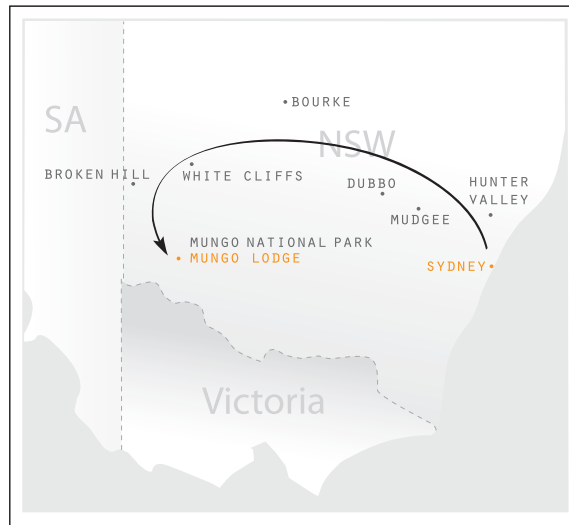 BOURKE
SA
NSW
BROKEN HILL
WHITE CLIFFS
DUBBO
HUNTER
VALLEY
MUDGEE
MUNGO NATIONAL PARK
MUNGO LODGE
SYDNEY
Victoria